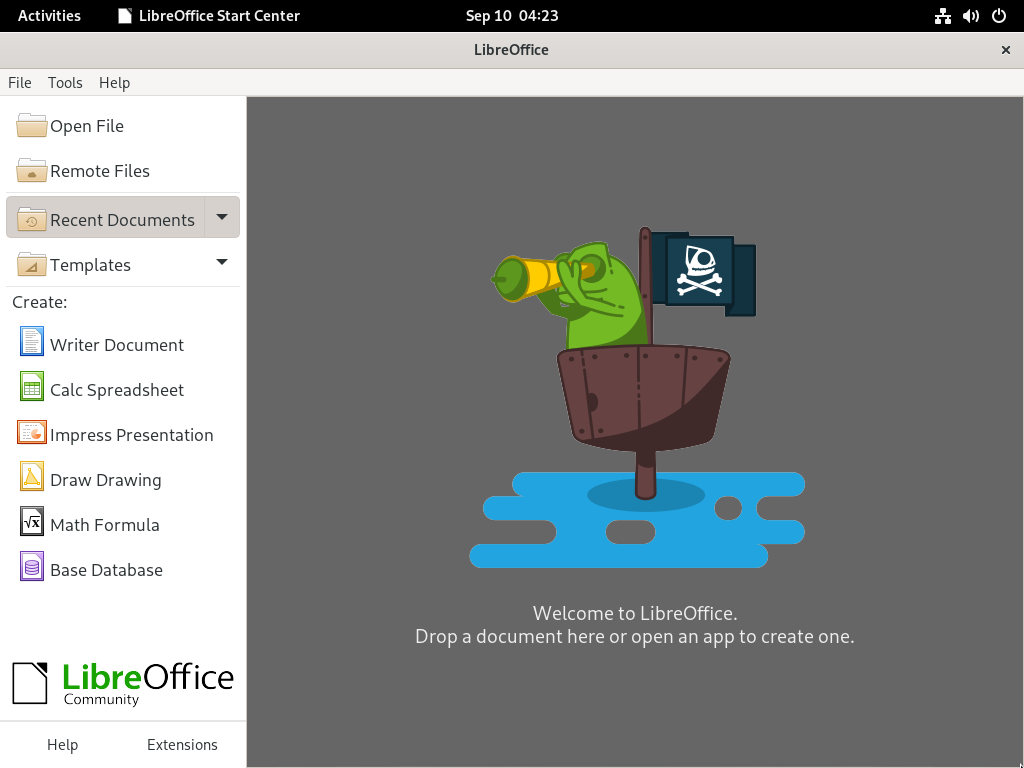 Activities LibreOffice Start Center Sep 10 04:23
LibreOffice
File Tools Help
Open File
Remote Files
Recent Documents
Templates
Create:
Writer Document
Calc Spreadsheet
Impress Presentation
Draw Drawing
√x Math Formula
Base Database
LibreOffice
Community
Help Extensions
Welcome to LibreOffice.
Drop a document here or open an app to create one.